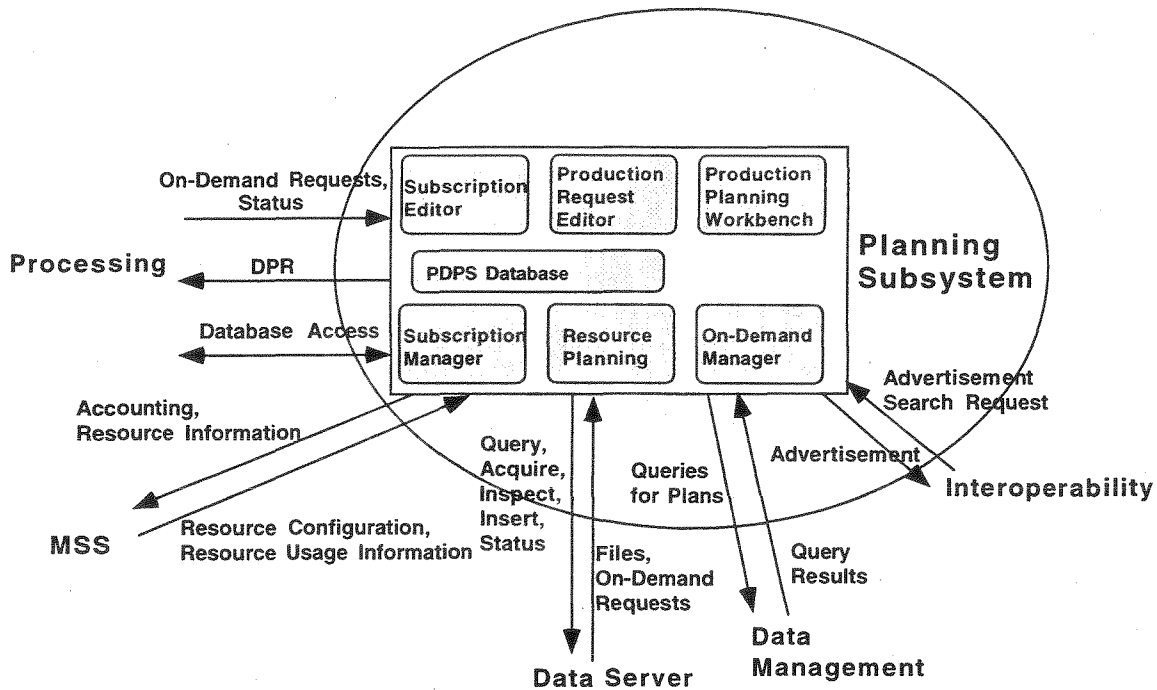 On-Demand Requests,
Status
Processing
DPR
Database Access
Subscription
Editor
Production
Request
Editor
Production
Planning
Workbench
PDPS Database
Subscription
Manager
Resource
Planning
On-Demand
Manager
Planning
Subsystem
Accounting,
Resource Information
MSS
Resource Configuration,
Resource Usage Information
Query,
Acquire,
Inspect,
Insert,
Status
Files,
On-Demand
Requests
Data Server
Queries
for Plans
Query
Results
Data
Management
Advertisement
Search Request
Advertisement
Interoperability